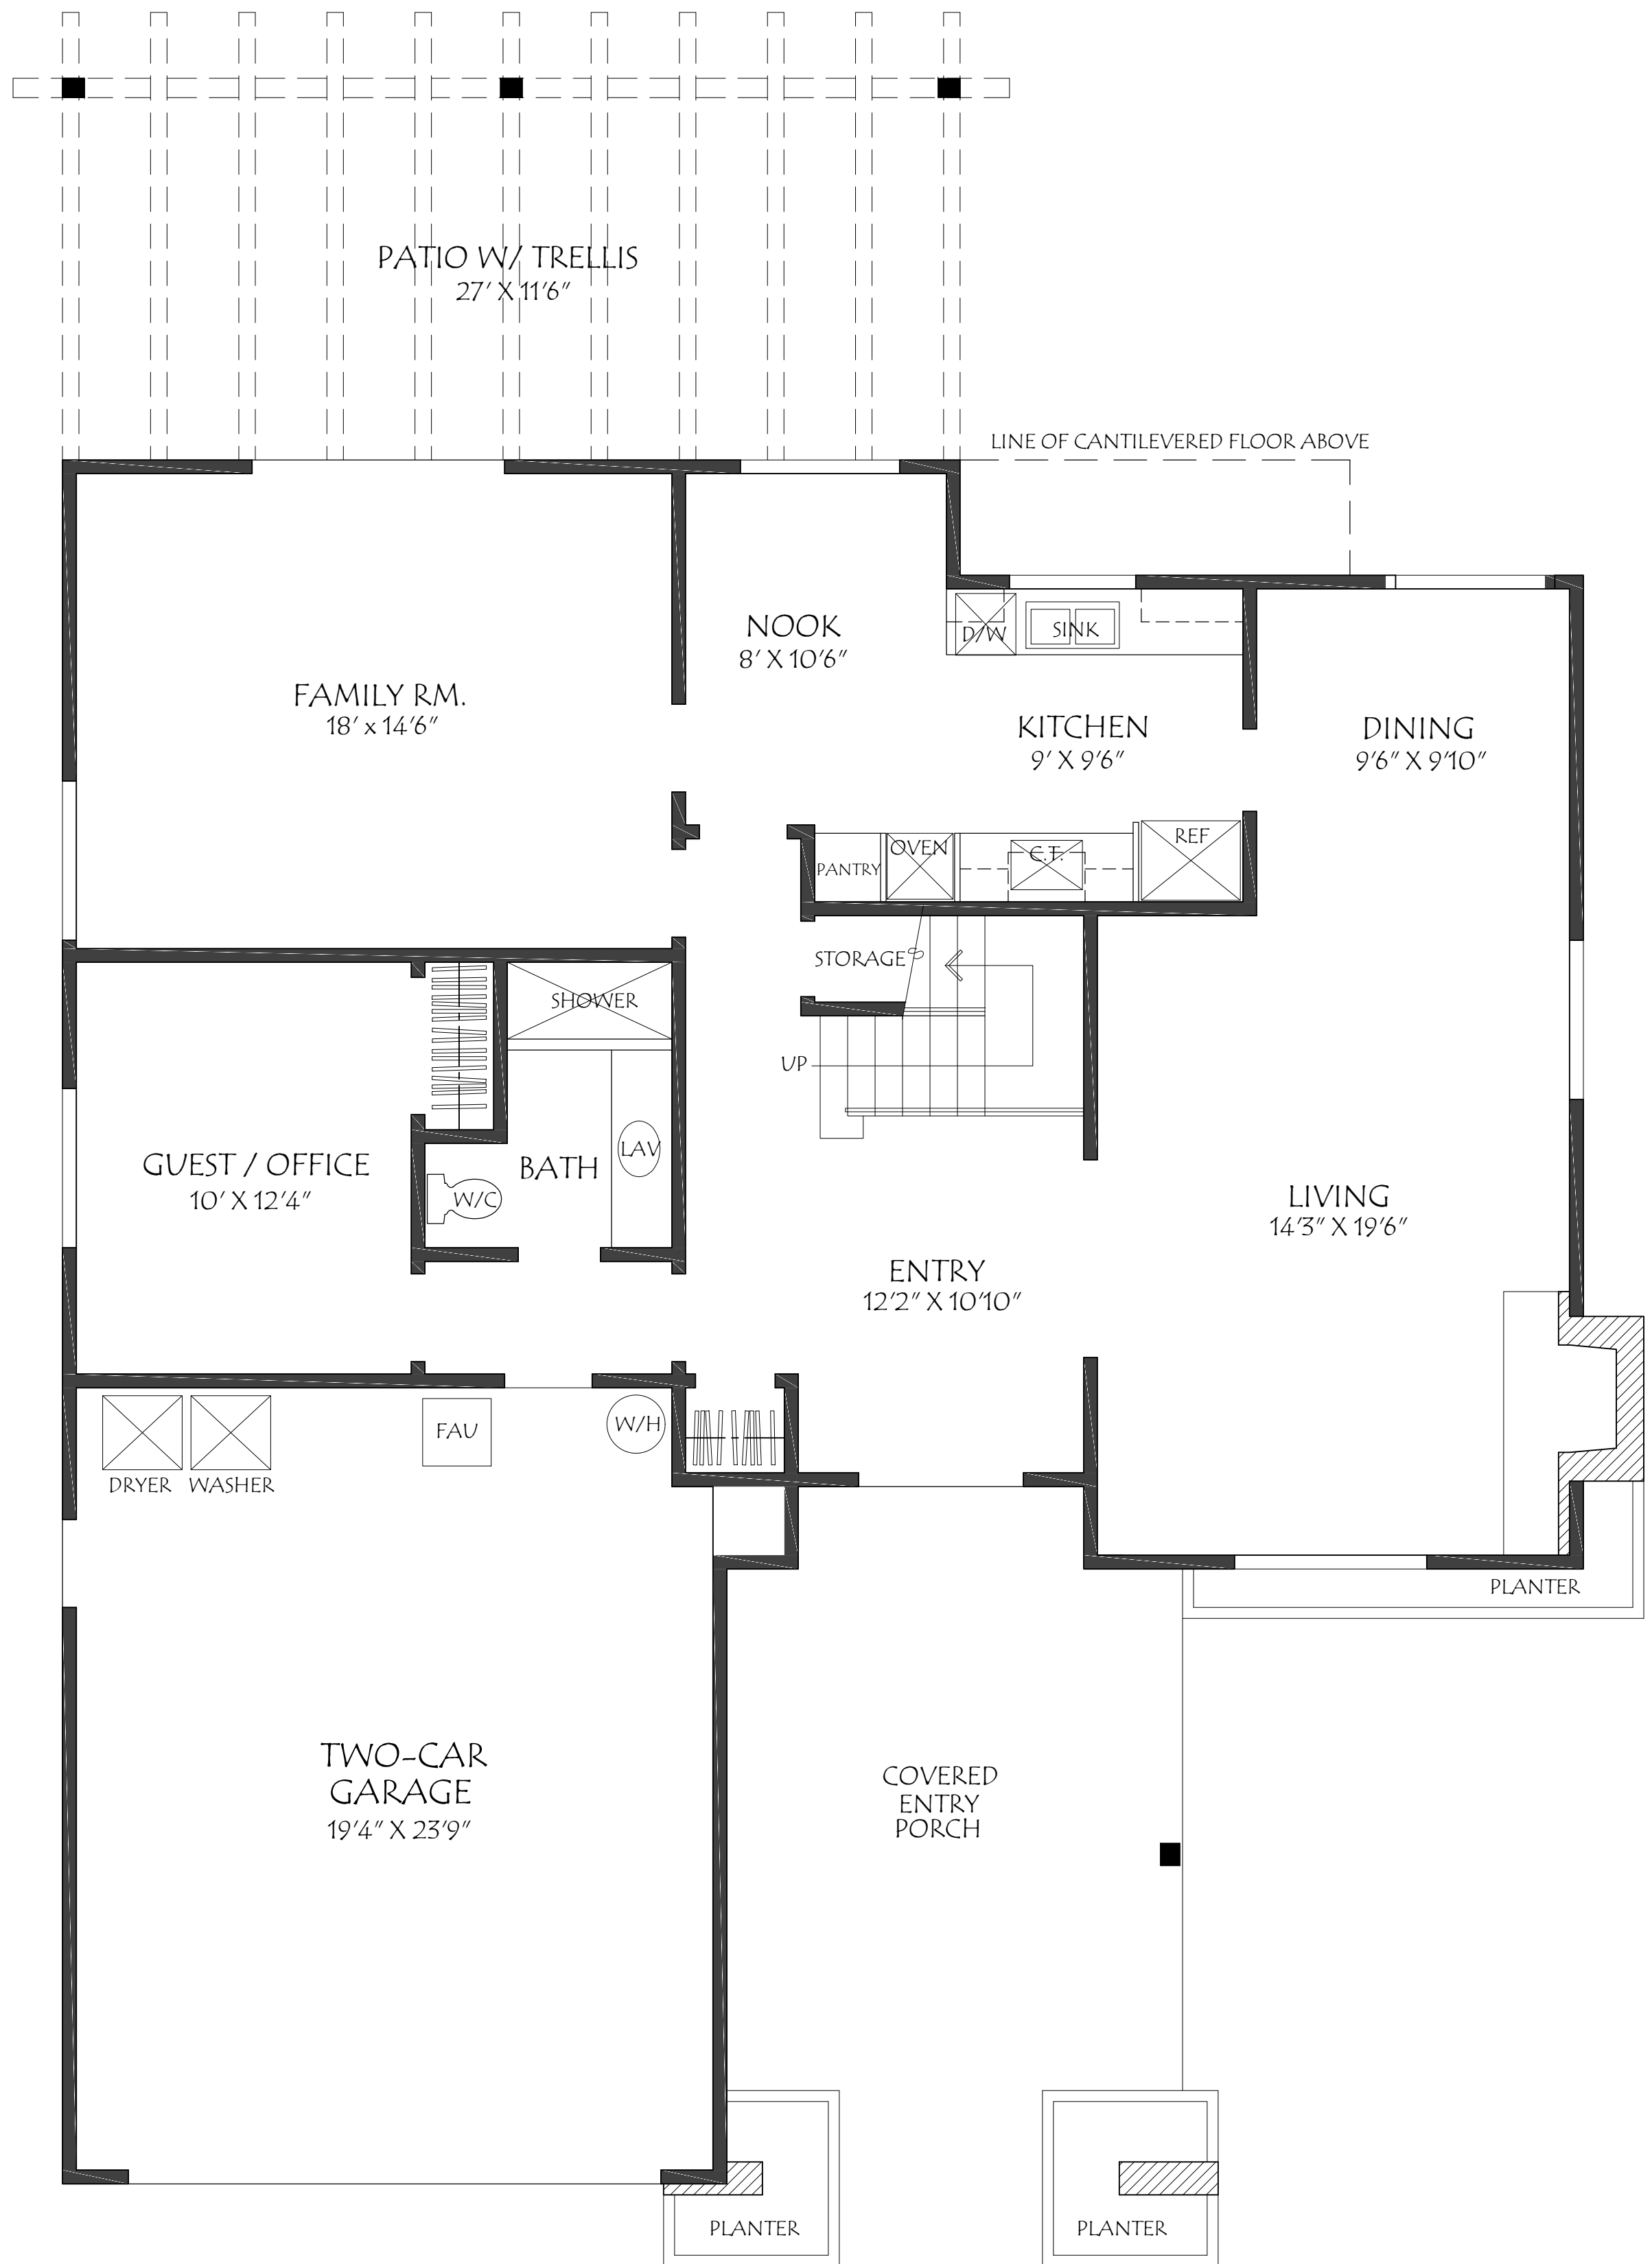 PATIO W/ TRELLIS
27' X 11'6"
LINE OF CANTILEVERED FLOOR ABOVE
NOOK
8' X 10'6"
D/W
SINK
FAMILY RM.
18' x 14'6"
KITCHEN
9' X 9'6"
DINING
9'6" X 9'10"
PANTRY
OVEN
C.T.
REF
STORAGE
SHOWER
UP
GUEST / OFFICE
10' X 12'4"
W/C
BATH
LAV
LIVING
14'3" X 19'6"
ENTRY
12'2" X 10'10"
DRYER
WASHER
FAU
W/H
PLANTER
TWO-CAR
GARAGE
19'4" X 23'9"
COVERED
ENTRY
PORCH
PLANTER
PLANTER